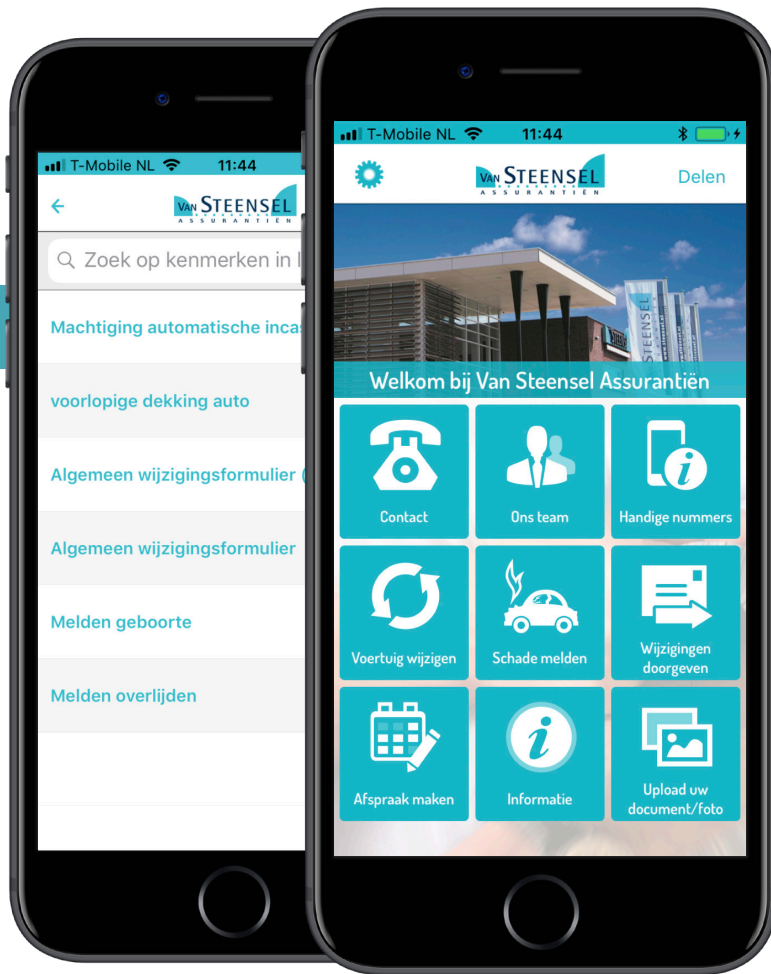 T-Mobile NL 11:44
VAN STEENSEL
ASSURANTIËN
Zoek op kenmerken in
Machtiging automatische incas
voorlopige dekking auto
Algemeen wijzigingsformulier (
Algemeen wijzigingsformulier
Melden geboorte
Melden overlijden
T-Mobile NL 11:44
VAN STEENSEL
ASSURANTIËN
Delen
STEENSEL
Welkom bij Van Steensel Assurantiën
Contact
Ons team
Handige nummers
Voertuig wijzigen
Schade melden
Wijzigingen
doorgeven
Afspraak maken
Informatie
Upload uw
document/foto